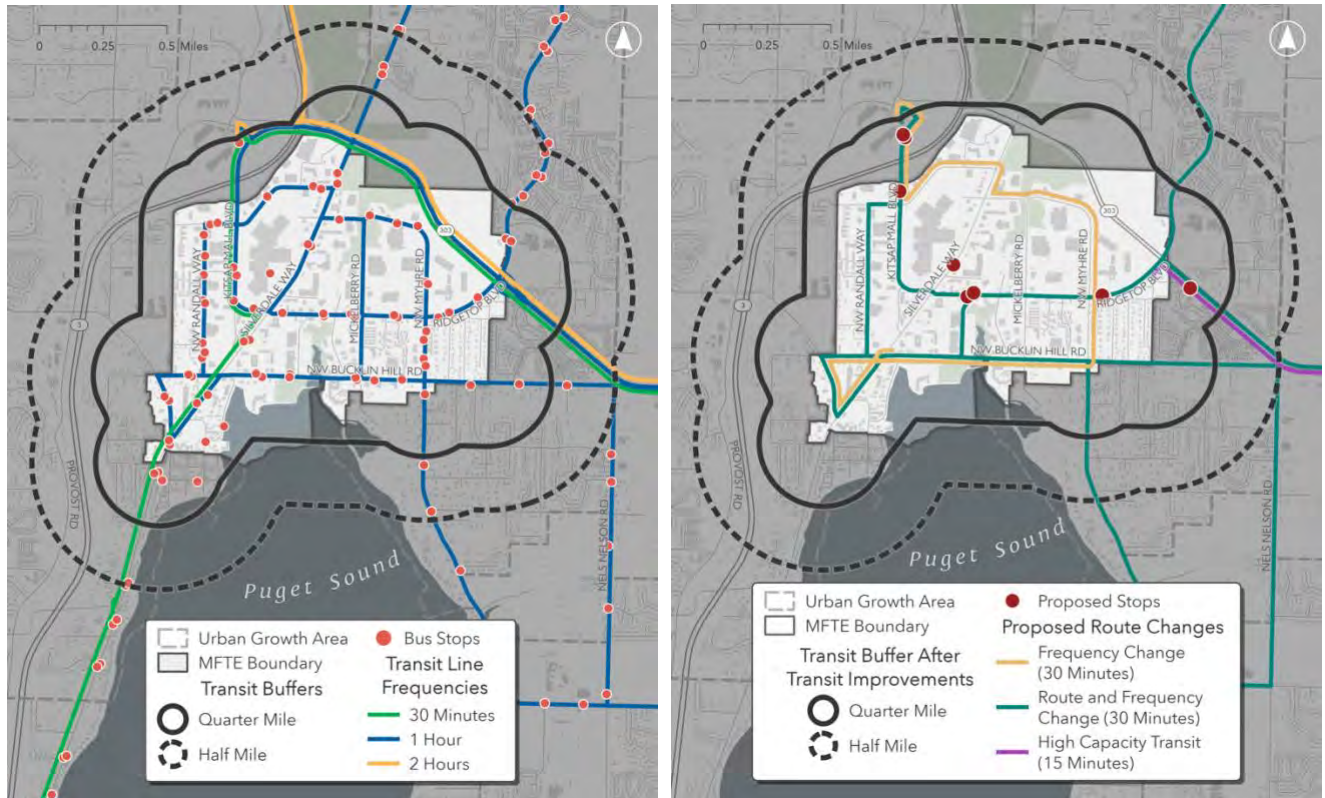 0 0.25 0.5 Miles
303
NW RANDALL WAY
KITSAP MALL BLVD
SILVERDALE WAY
MICKELBERRY RD
NW MYHRE RD
RIDGETOP BLVD
NW BUCKLIN HILL RD
3
PROVOST RD
NELS NELSON RD
Puget Sound
Urban Growth Area
MFTE Boundary
Transit Buffers
Quarter Mile
Half Mile
Bus Stops
Transit Line
Frequencies
30 Minutes
1 Hour
2 Hours
0 0.25 0.5 Miles
303
NW RANDALL WAY
KITSAP MALL BLVD
SILVERDALE WAY
MICKELBERRY RD
NW MYHRE RD
RIDGETOP BLVD
NW BUCKLIN HILL RD
3
PROVOST RD
NELS NELSON RD
Puget Sound
Urban Growth Area
MFTE Boundary
Transit Buffer After
Transit Improvements
Quarter Mile
Half Mile
Proposed Stops
Proposed Route Changes
Frequency Change
(30 Minutes)
Route and Frequency
Change (30 Minutes)
High Capacity Transit
(15 Minutes)